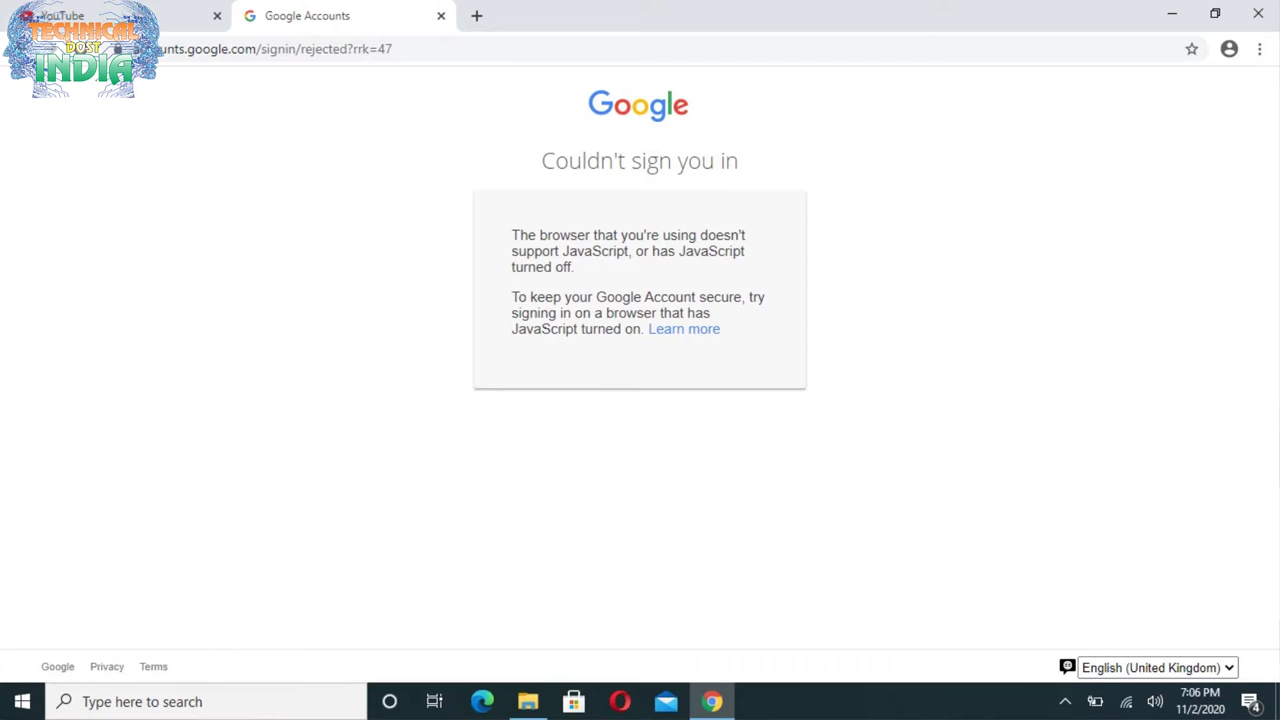 YouTube
Google Accounts
TECHNICAL
DOST
INDIA
accounts.google.com/signin/rejected?rrk=47
Google
Couldn't sign you in
The browser that you're using doesn't
support JavaScript, or has JavaScript
turned off.
To keep your Google Account secure, try
signing in on a browser that has
JavaScript turned on. Learn more
Google Privacy Terms
English (United Kingdom)
Type here to search
7:06 PM
11/2/2020
4